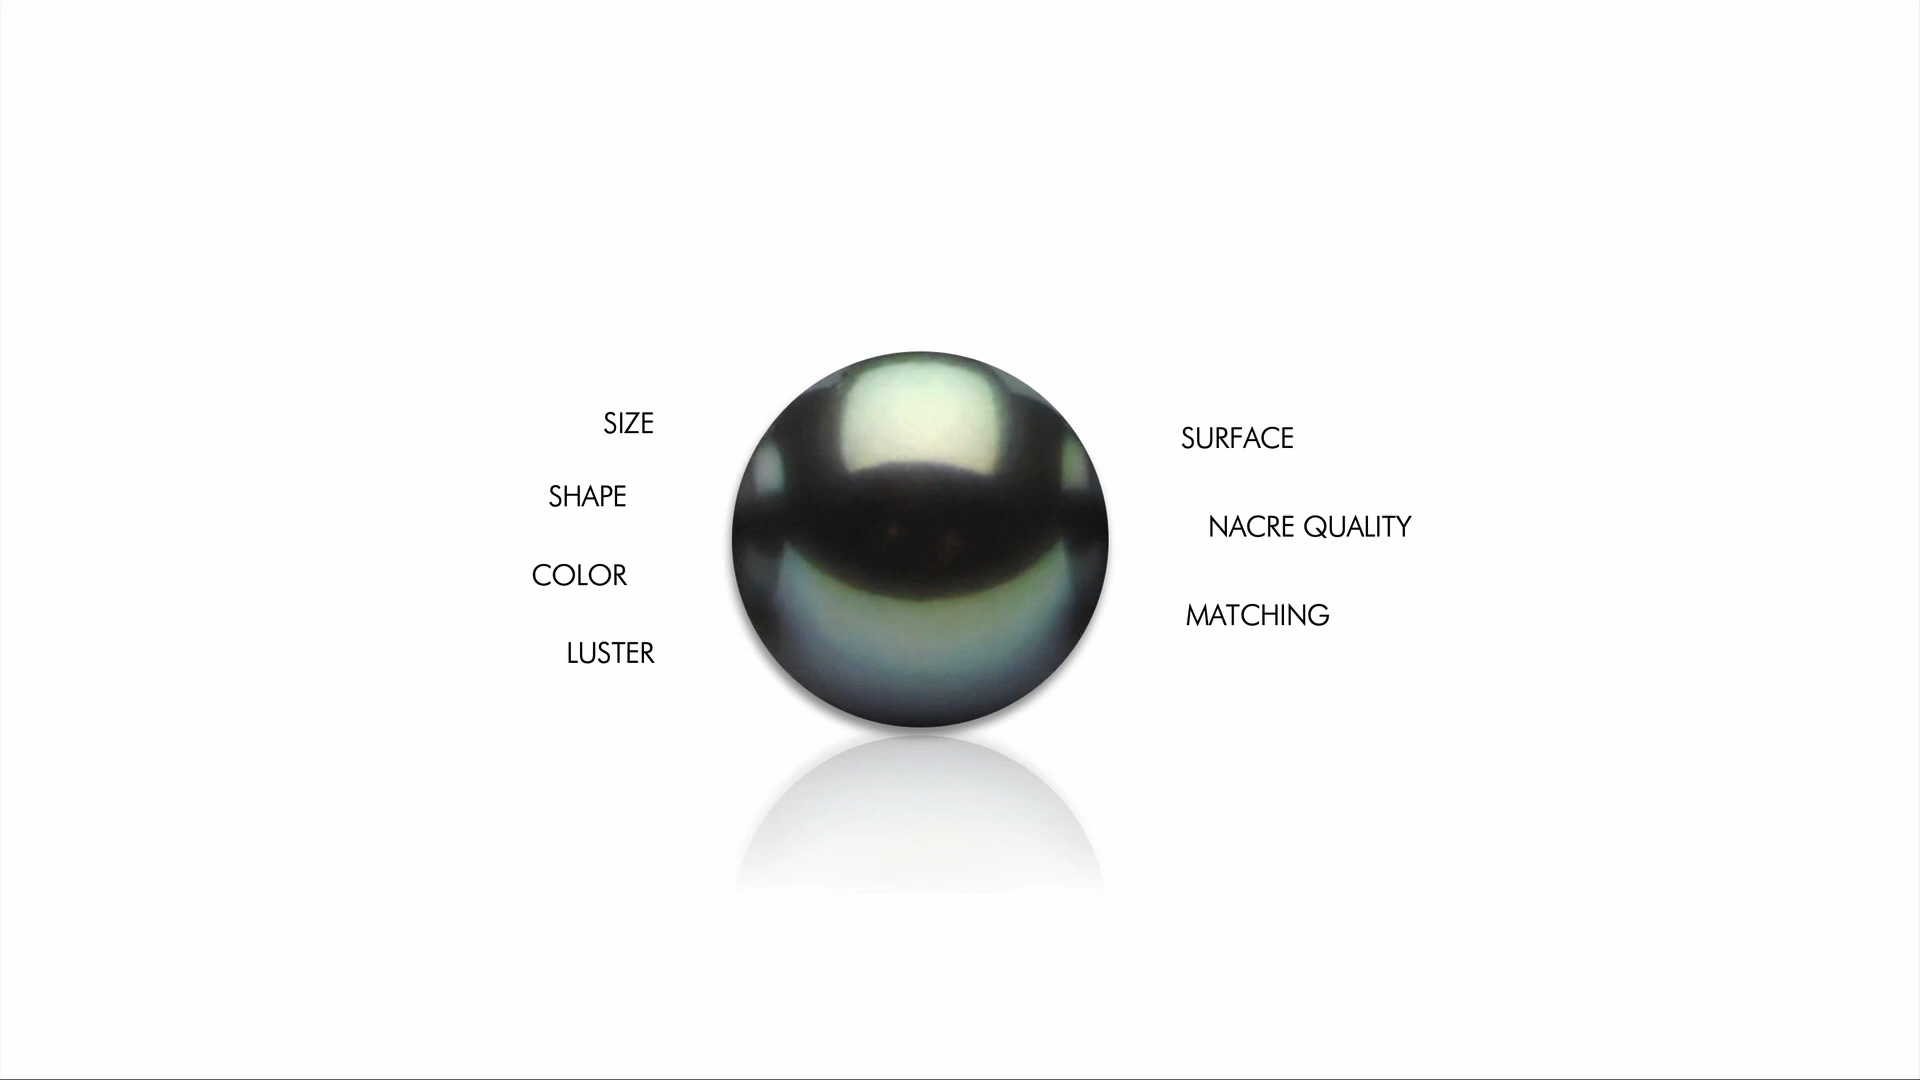 SIZE
SHAPE
COLOR
LUSTER
SURFACE
NACRE QUALITY
MATCHING